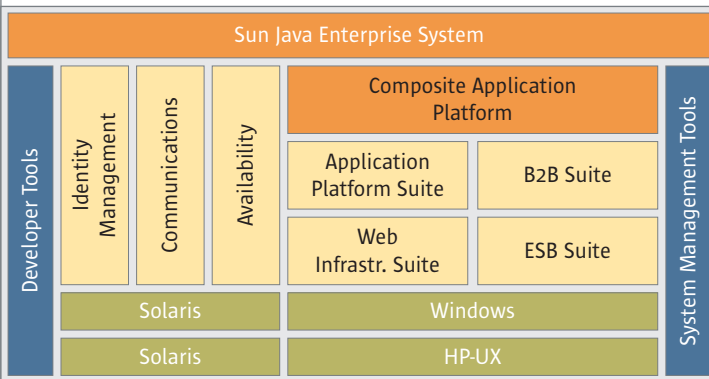 Sun Java Enterprise System
Developer Tools
Identity
Management
Communications
Availability
Composite Application
Platform
Application
Platform Suite
B2B Suite
Web
Infrastr. Suite
ESB Suite
System Management Tools
Solaris
Windows
Solaris
HP-UX